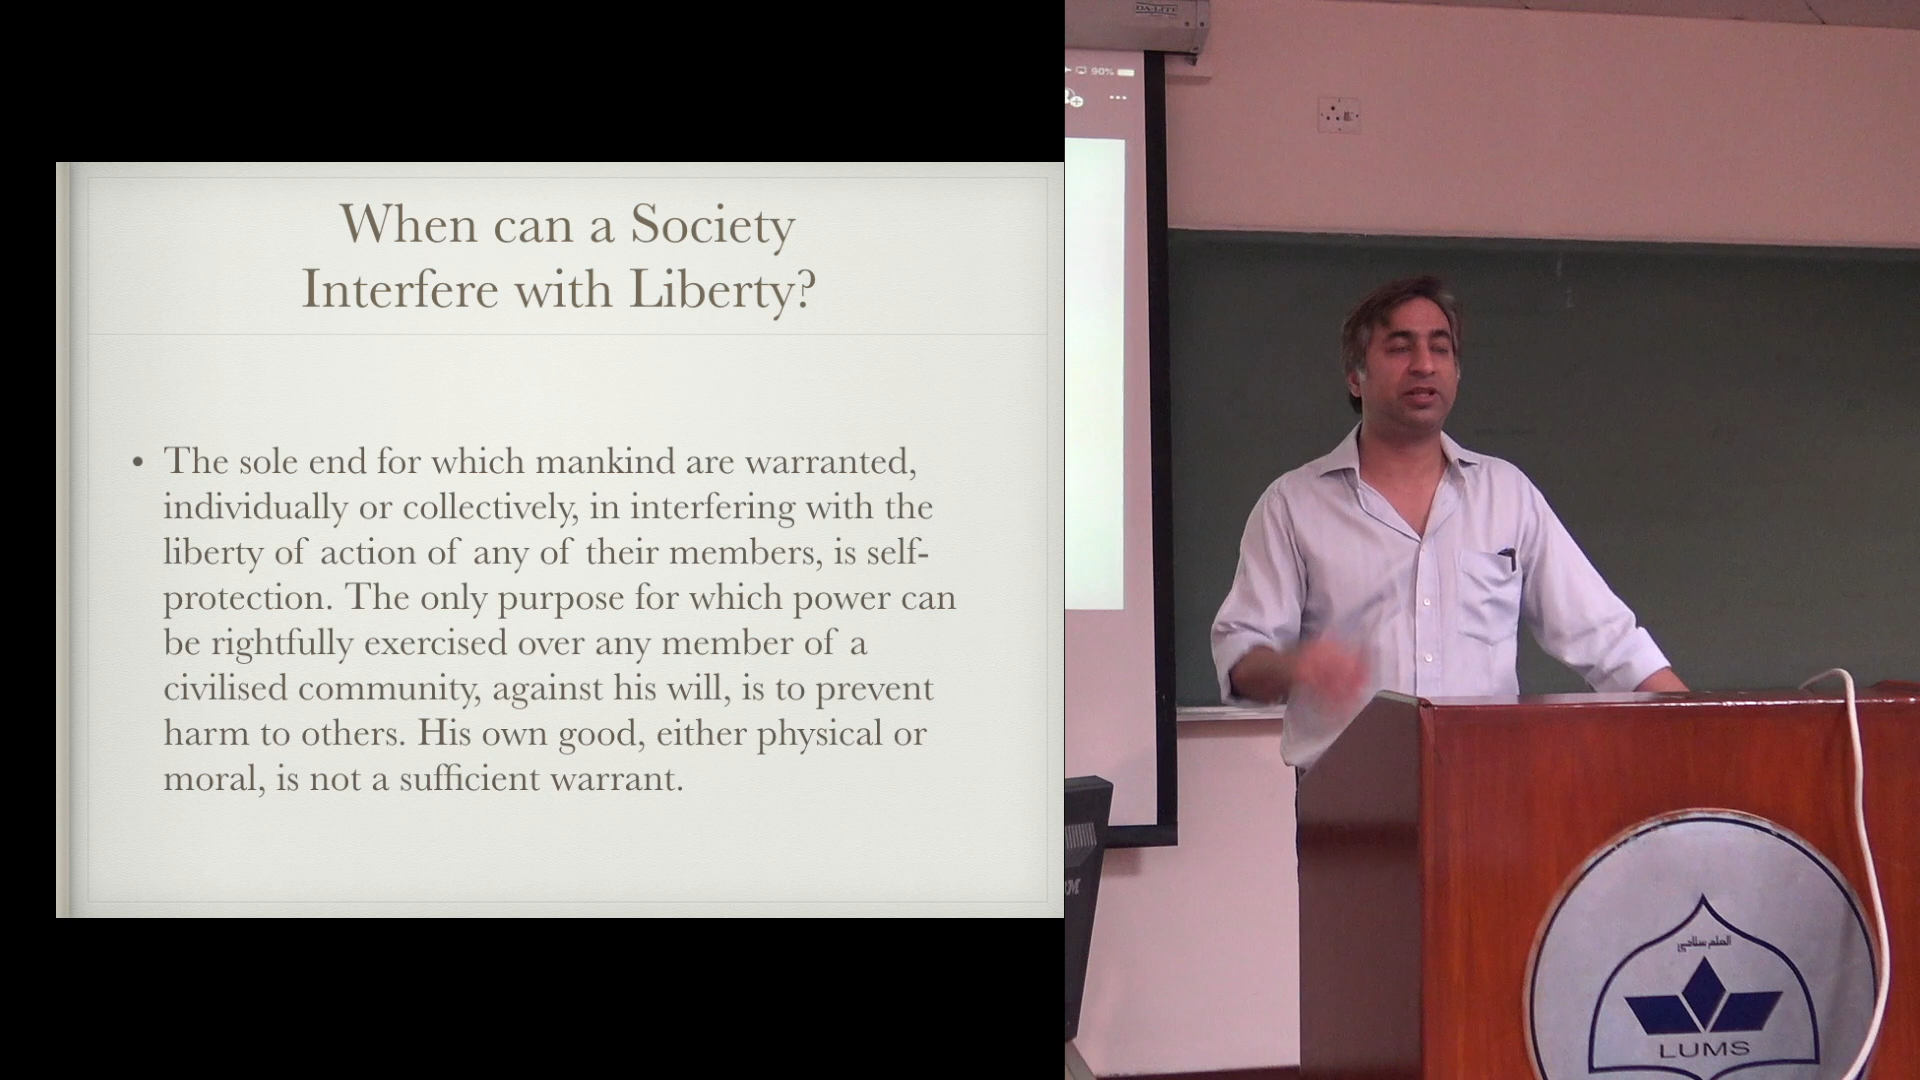 When can a Society
Interfere with Liberty?
• The sole end for which mankind are warranted,
individually or collectively, in interfering with the
liberty of action of any of their members, is self-
protection. The only purpose for which power can
be rightfully exercised over any member of a
civilised community, against his will, is to prevent
harm to others. His own good, either physical or
moral, is not a sufficient warrant.
DA-LITE
90%
LUMS